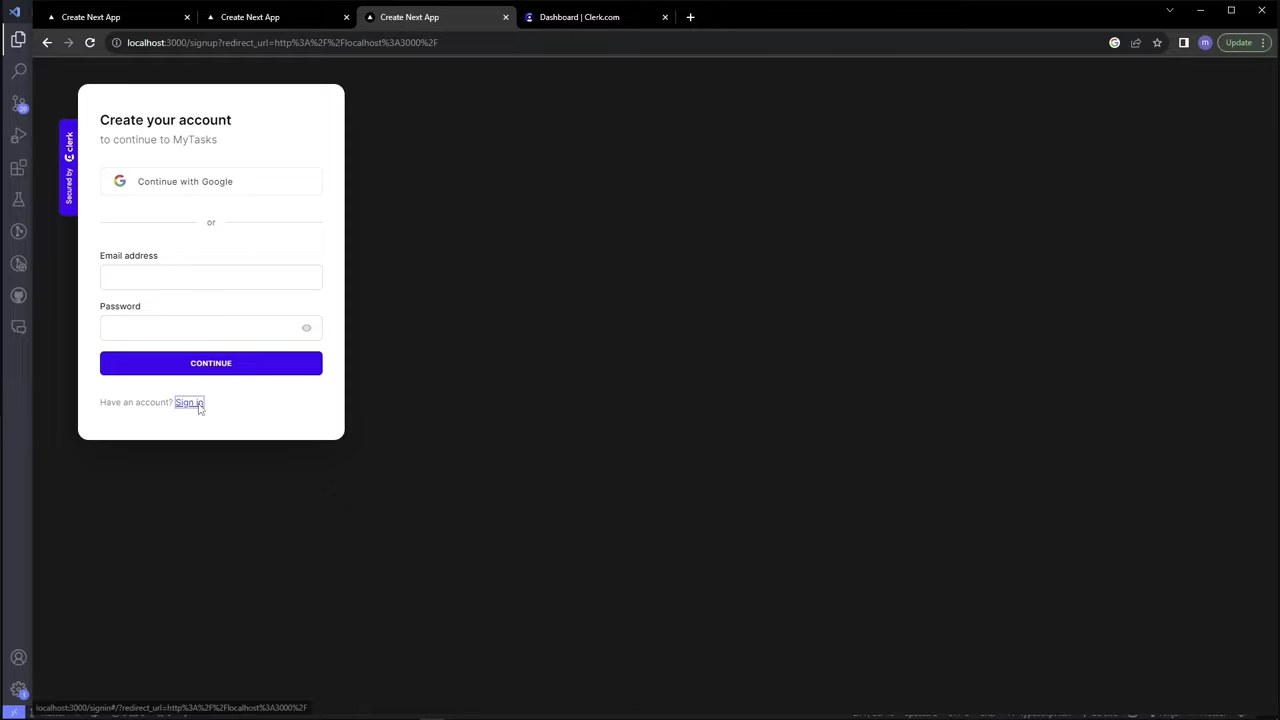 Create Next App
Create Next App
Create Next App
Dashboard | Clerk.com
localhost:3000/signup?redirect_url=http%3A%2F%2Flocalhost%3A3000%2F
m
Update
20
Create your account
to continue to MyTasks
Secured by clerk
Continue with Google
or
Email address
Password
CONTINUE
Have an account? Sign in
1
localhost:3000/signin#/?redirect_url=http%3A%2F%2Flocalhost%3A3000%2F